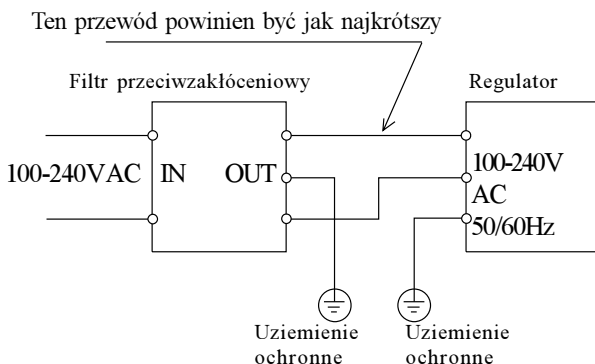 Ten przewód powinien być jak najkrótszy
Filtr przeciwzakłóceniowy
Regulator
100-240VAC
IN
OUT
100-240V
AC
50/60Hz
Uziemienie
ochronne
Uziemienie
ochronne